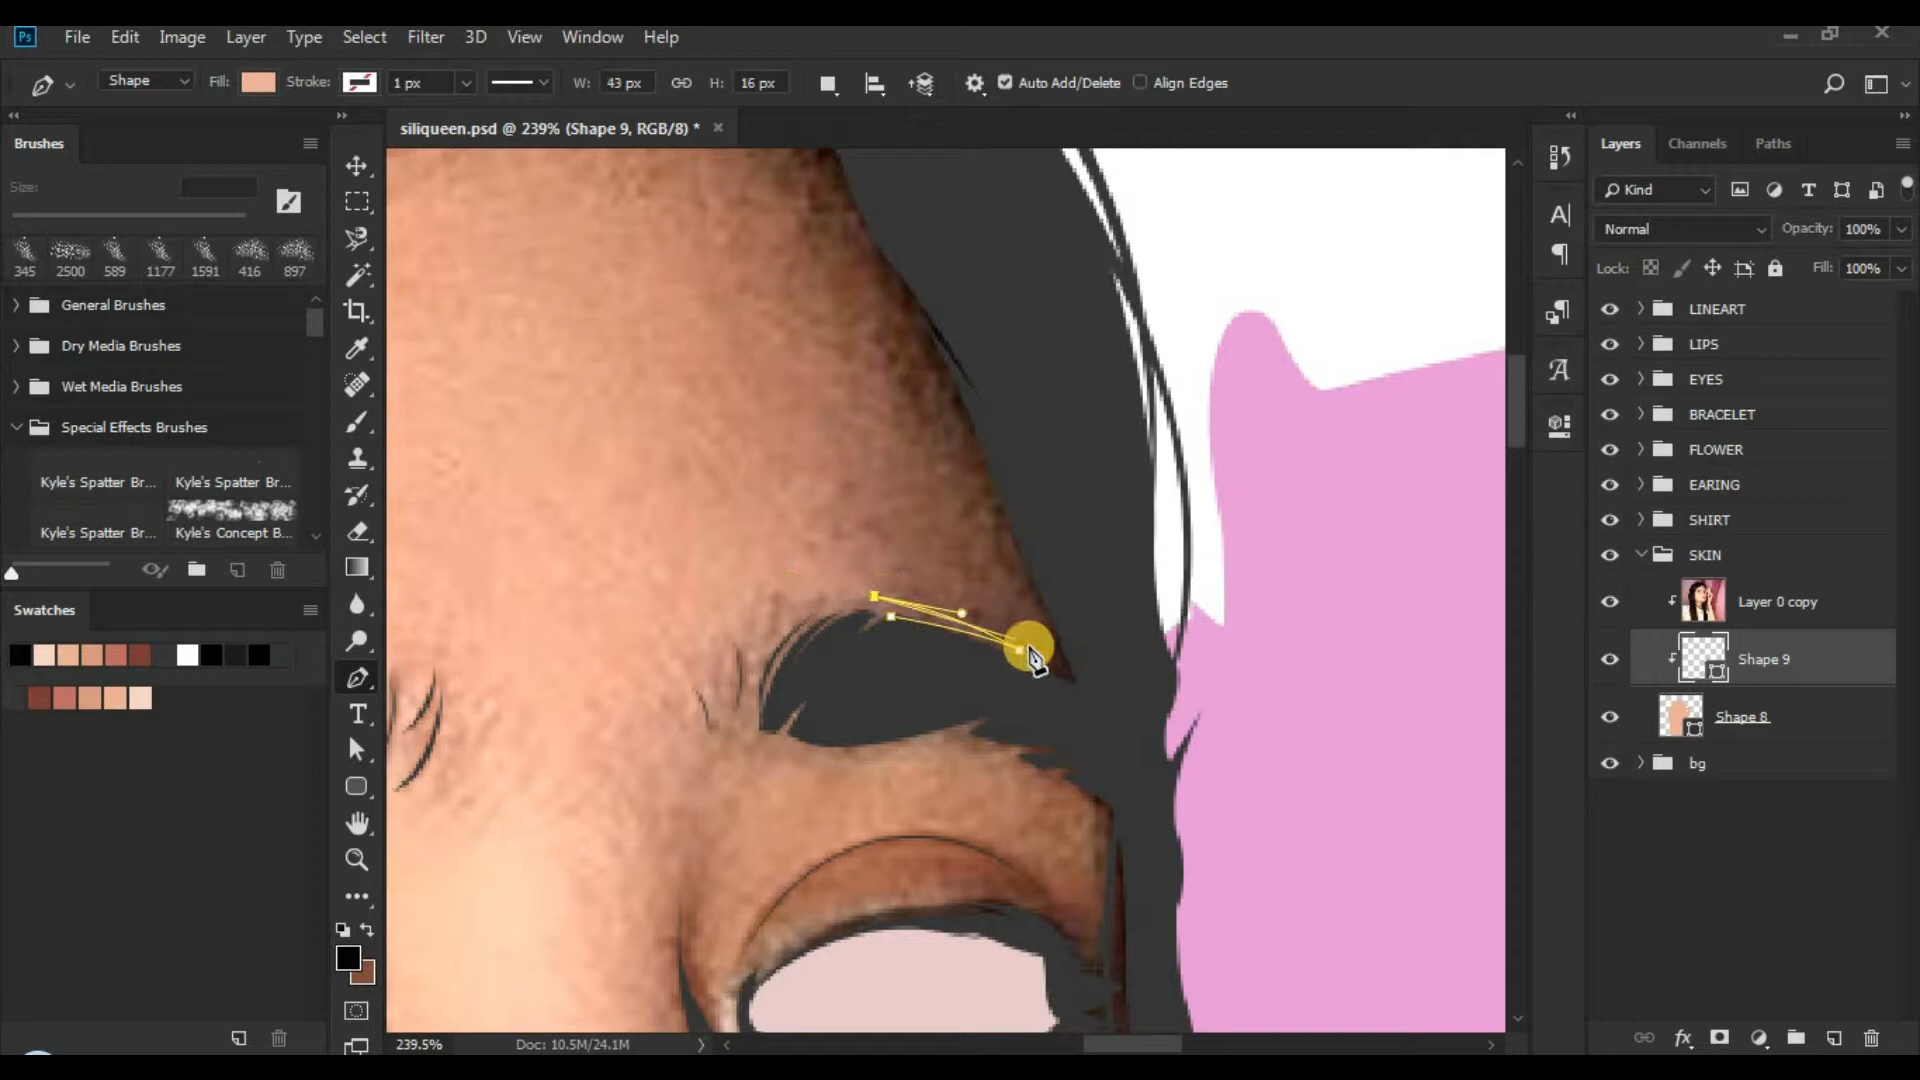 Ps File Edit Image Layer Type Select Filter 3D View Window Help
Shape Fill: Stroke: 1 px W: 43 px H: 16 px Auto Add/Delete Align Edges
siliqueen.psd @ 239% (Shape 9, RGB/8) *
Brushes
Size:
345 2500 589 1177 1591 416 897
General Brushes
Dry Media Brushes
Wet Media Brushes
Special Effects Brushes
Kyle's Spatter Br... Kyle's Spatter Br...
Kyle's Spatter Br... Kyle's Concept B...
Swatches
239.5% Doc: 10.5M/24.1M
Layers Channels Paths
Kind
Normal Opacity: 100%
Lock: Fill: 100%
LINEART
LIPS
EYES
BRACELET
FLOWER
EARING
SHIRT
SKIN
Layer 0 copy
Shape 9
Shape 8
bg